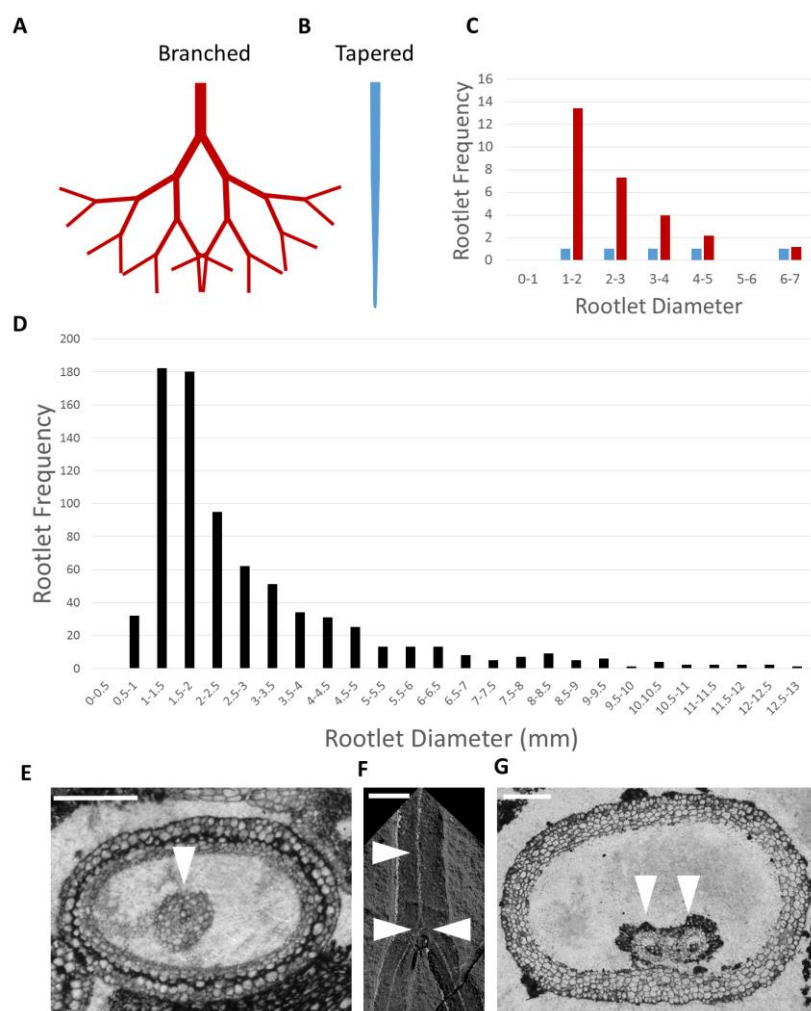 A
Branched
B
Tapered
C
Rootlet Frequency
16
14
12
10
8
6
4
2
0
0-1 1-2 2-3 3-4 4-5 5-6 6-7
Rootlet Diameter
D
Rootlet Frequency
200
180
160
140
120
100
80
60
40
20
0
0-0.5 0.5-1 1-1.5 1.5-2 2-2.5 2.5-3 3-3.5 3.5-4 4-4.5 4.5-5 5-5.5 5.5-6 6-6.5 6.5-7 7-7.5 7.5-8 8-8.5 8.5-9 9-9.5 9.5-10 10.10.5 10.5-11 11-11.5 11.5-12 12-12.5 12.5-13
Rootlet Diameter (mm)
E
F
G